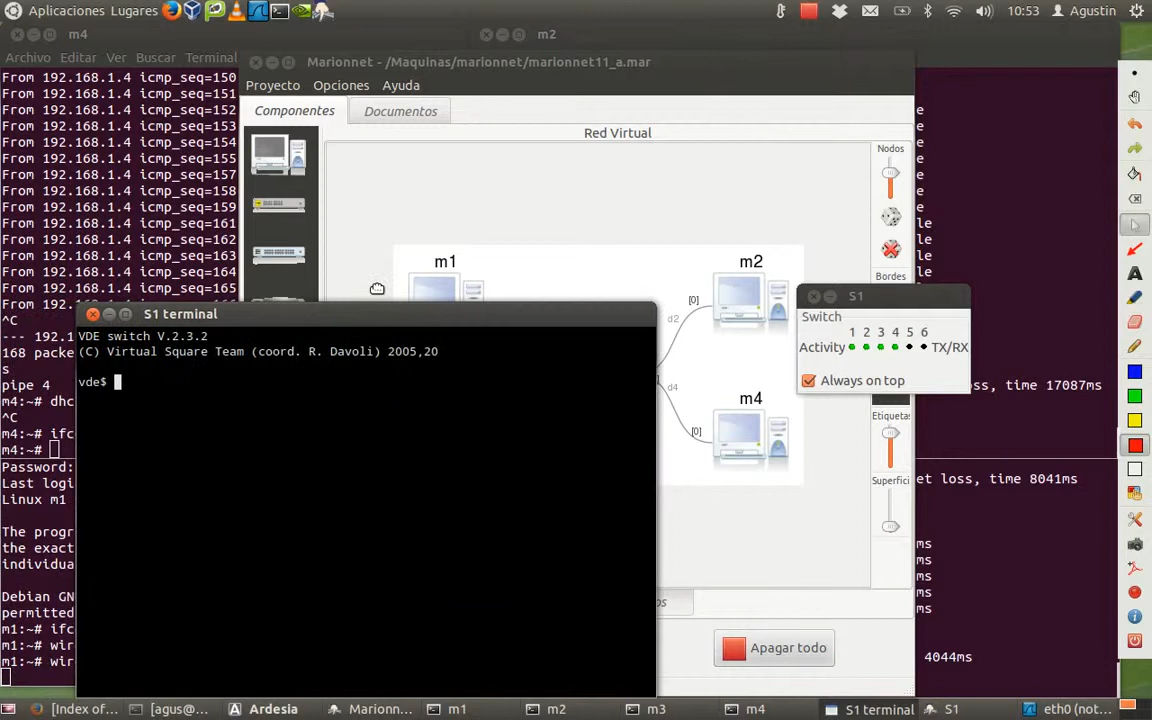 Aplicaciones Lugares
10:53
Agustin
m4
m2
Archivo Editar Ver Buscar Terminal
From 192.168.1.4 icmp_seq=150
From 192.168.1.4 icmp_seq=151
From 192.168.1.4 icmp_seq=152
From 192.168.1.4 icmp_seq=153
From 192.168.1.4 icmp_seq=154
From 192.168.1.4 icmp_seq=155
From 192.168.1.4 icmp_seq=157
From 192.168.1.4 icmp_seq=158
From 192.168.1.4 icmp_seq=159
From 192.168.1.4 icmp_seq=161
From 192.168.1.4 icmp_seq=162
From 192.168.1.4 icmp_seq=163
From 192.168.1.4 icmp_seq=164
From 192.168.1.4 icmp_seq=165
^C
--- 192.1
168 packe
s
pipe 4
m4:~# dhc
^C
m4:~# ifc
m4:~#
Password:
Last logi
Linux m1
The progr
the exact
individua
Debian GN
permitted
m1:~# ifc
m1:~# wir
m1:~# wir
Marionnet - /Maquinas/marionnet/marionnet11_a.mar
Proyecto Opciones Ayuda
Componentes Documentos
Red Virtual
Nodos
Bordes
Etiquetas
Superfici
m1
m2
[0]
d2
d4
m4
[0]
os
Apagar todo
S1 terminal
VDE switch V.2.3.2
(C) Virtual Square Team (coord. R. Davoli) 2005,20
vde$
S1
Switch
1 2 3 4 5 6
Activity TX/RX
Always on top
e
e
e
e
e
e
e
le
le
le
e
oss, time 17087ms
et loss, time 8041ms
ms
ms
ms
ms
ms
4044ms
[Index of... [agus@... Ardesia Marionn... m1 m2 m3 m4 S1 terminal S1 eth0 (not...